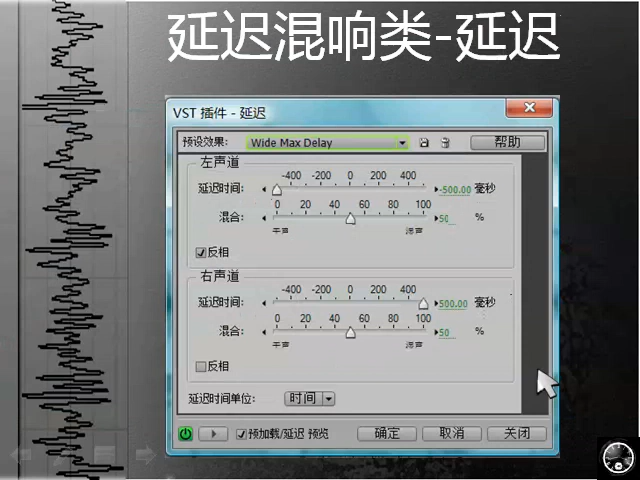 延迟混响类-延迟
VST 插件 - 延迟
预设效果: Wide Max Delay 帮助
左声道
-400 -200 0 200 400
延迟时间: -500.00 毫秒
0 20 40 60 80 100
混合: 50 %
干声 湿声
反相
右声道
-400 -200 0 200 400
延迟时间: 500.00 毫秒
0 20 40 60 80 100
混合: 50 %
干声 湿声
反相
延迟时间单位: 时间
预加载/延迟 预览 确定 取消 关闭